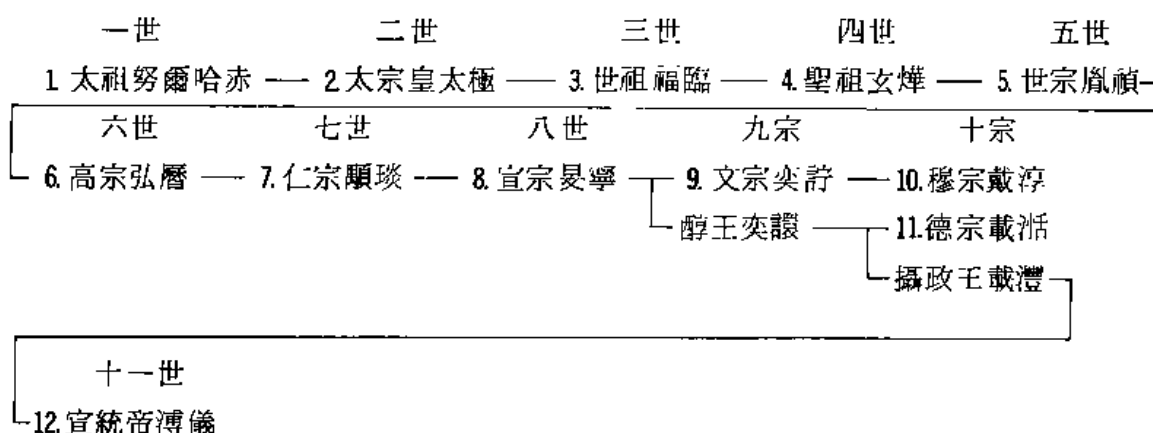 一世 二世 三世 四世 五世
1. 太祖努爾哈赤 — 2. 太宗皇太極 — 3. 世祖福臨 — 4. 聖祖玄燁 — 5. 世宗胤禎
六世 七世 八世 九宗 十宗
6. 高宗弘曆 — 7. 仁宗顒琰 — 8. 宣宗旻寧 — 9. 文宗奕詝 — 10. 穆宗戴淳
醇王奕譞 — 11. 德宗載湉
攝政王載灃
十一世
12. 宣統帝溥儀